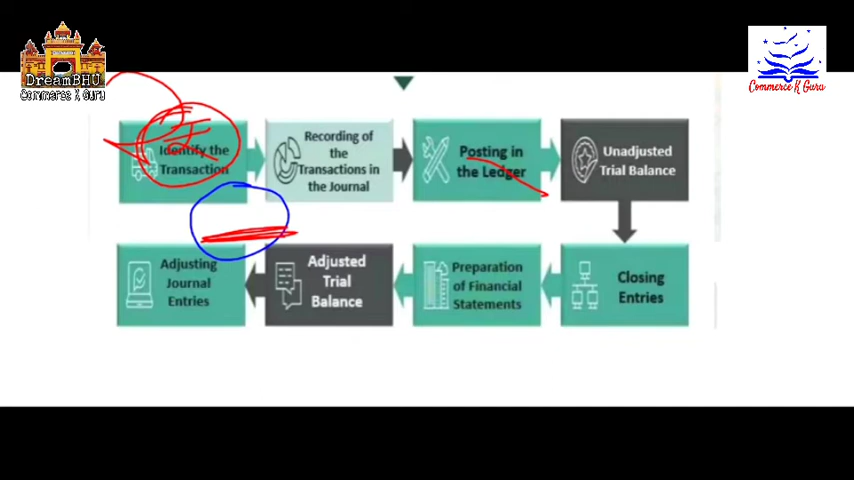 DreamBHU
Commerce K Guru
Commerce K Guru
Identify the
Transaction
Recording of
the
Transactions in
the Journal
Posting in
the Ledger
Unadjusted
Trial Balance
Adjusting
Journal
Entries
Adjusted
Trial
Balance
Preparation
of Financial
Statements
Closing
Entries